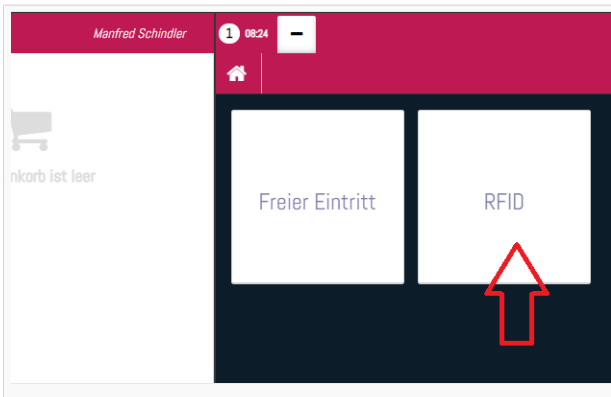 Manfred Schindler
1 08:24 –
nkorb ist leer
Freier Eintritt
RFID